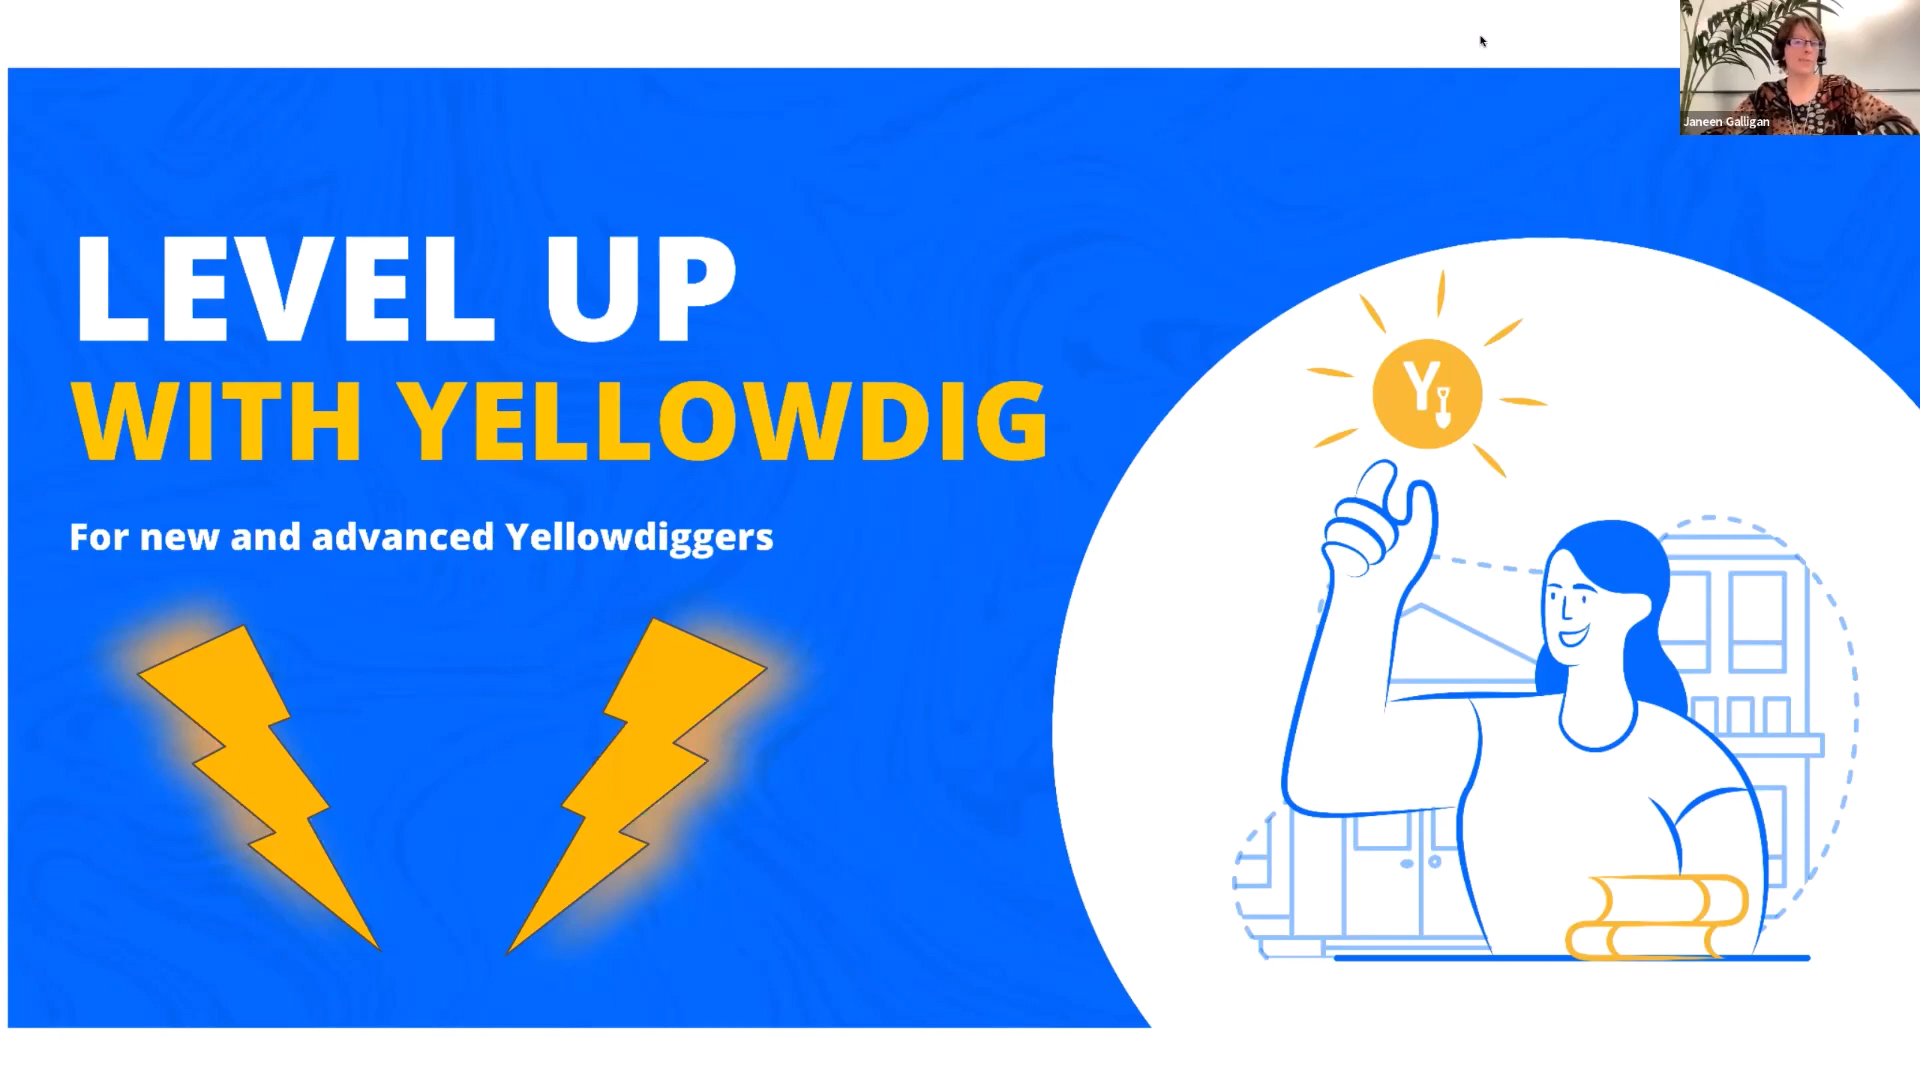 Janeen Galligan
LEVEL UP
WITH YELLOWDIG
For new and advanced Yellowdiggers
Y